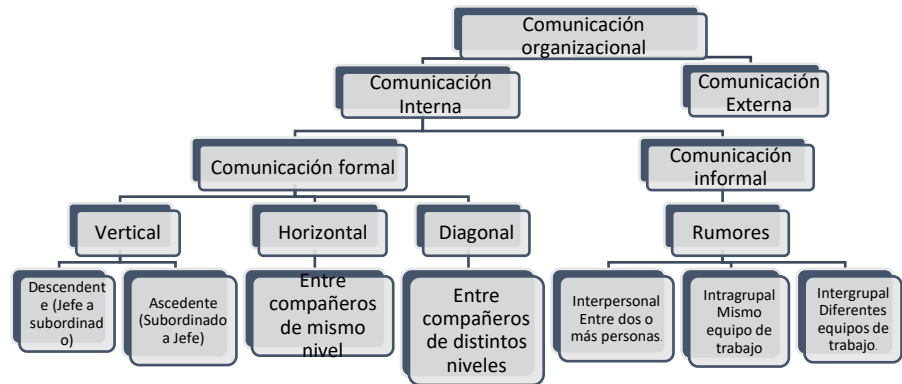 Comunicación
organizacional
Comunicación
Interna
Comunicación
Externa
Comunicación formal
Comunicación
informal
Vertical
Horizontal
Diagonal
Rumores
Descendent
e (Jefe a
subordinad
o)
Ascedente
(Subordinado
a Jefe)
Entre
compañeros
de mismo
nivel
Entre
compañeros
de distintos
niveles
Interpersonal
Entre dos o
más personas.
Intragrupal
Mismo
equipo de
trabajo
Intergrupal
Diferentes
equipos de
trabajo.